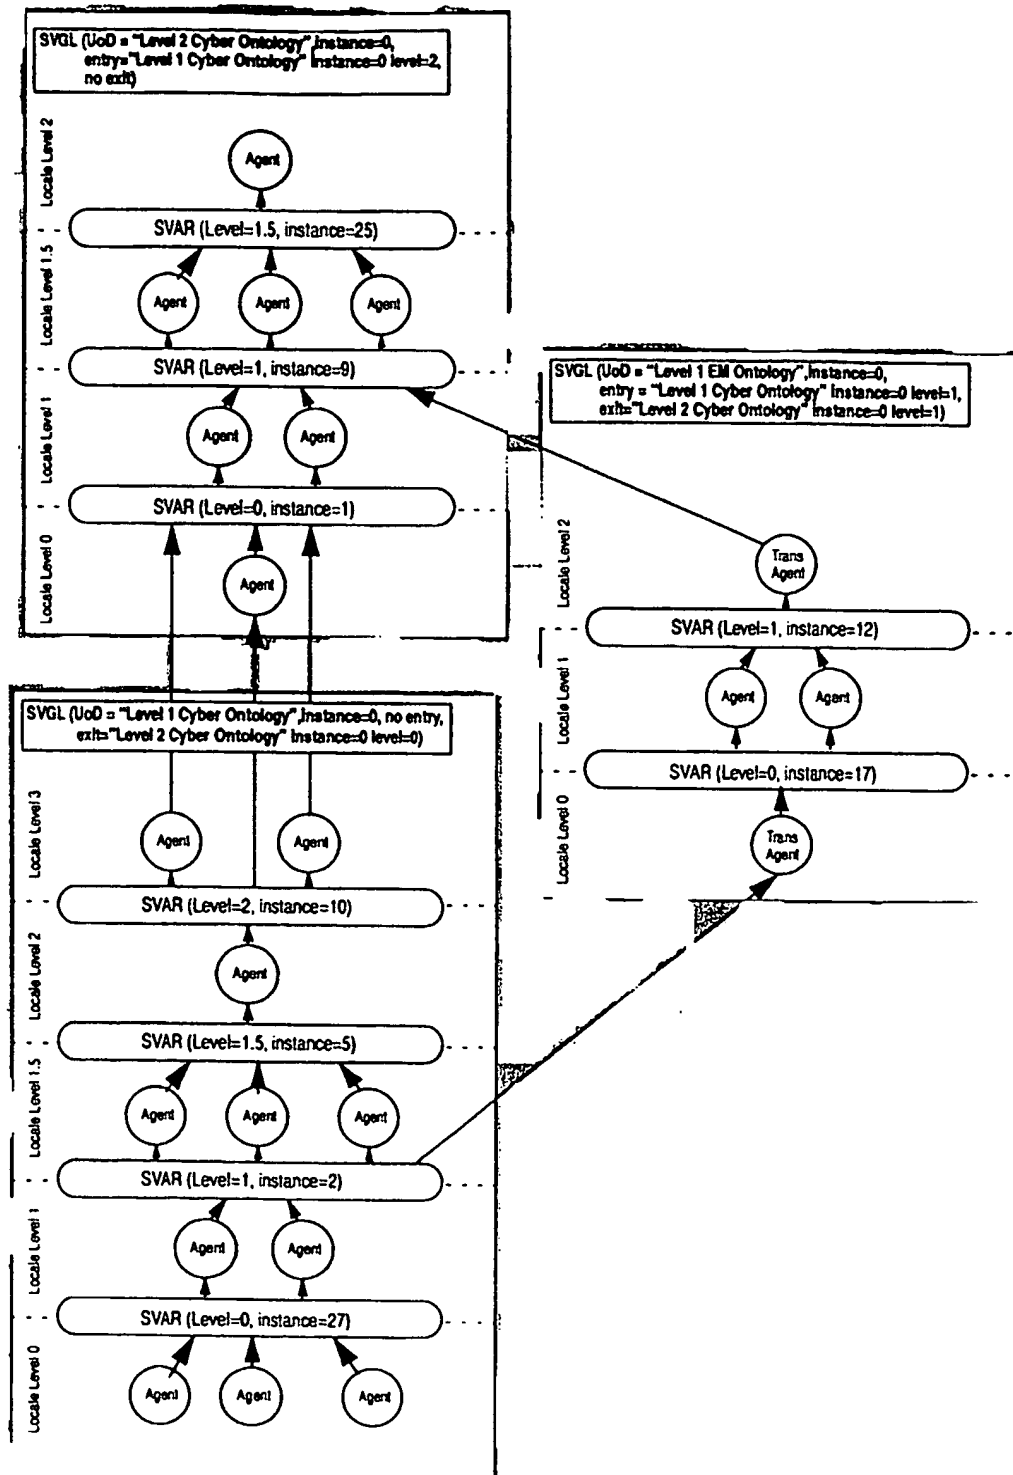 SVGL (UoD = "Level 2 Cyber Ontology",instance=0,
entry="Level 1 Cyber Ontology" instance=0 level=2,
no exit)
Locale Level 2
Agent
SVAR (Level=1.5, instance=25)
Locale Level 1.5
Agent
Agent
Agent
SVAR (Level=1, instance=9)
Locale Level 1
Agent
Agent
SVAR (Level=0, instance=1)
Locale Level 0
Agent
SVGL (UoD = "Level 1 EM Ontology",instance=0,
entry = "Level 1 Cyber Ontology" instance=0 level=1,
exit="Level 2 Cyber Ontology" instance=0 level=1)
Locale Level 2
Trans
Agent
SVAR (Level=1, instance=12)
Locale Level 1
Agent
Agent
SVAR (Level=0, instance=17)
Locale Level 0
Trans
Agent
SVGL (UoD = "Level 1 Cyber Ontology",instance=0, no entry,
exit="Level 2 Cyber Ontology" instance=0 level=0)
Locale Level 3
Agent
Agent
SVAR (Level=2, instance=10)
Locale Level 2
Agent
SVAR (Level=1.5, instance=5)
Locale Level 1.5
Agent
Agent
Agent
SVAR (Level=1, instance=2)
Locale Level 1
Agent
Agent
SVAR (Level=0, instance=27)
Locale Level 0
Agent
Agent
Agent